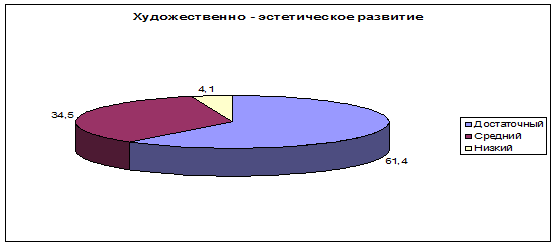 Художественно - эстетическое развитие
4,1
34,5
61,4
Достаточный
Средний
Низкий